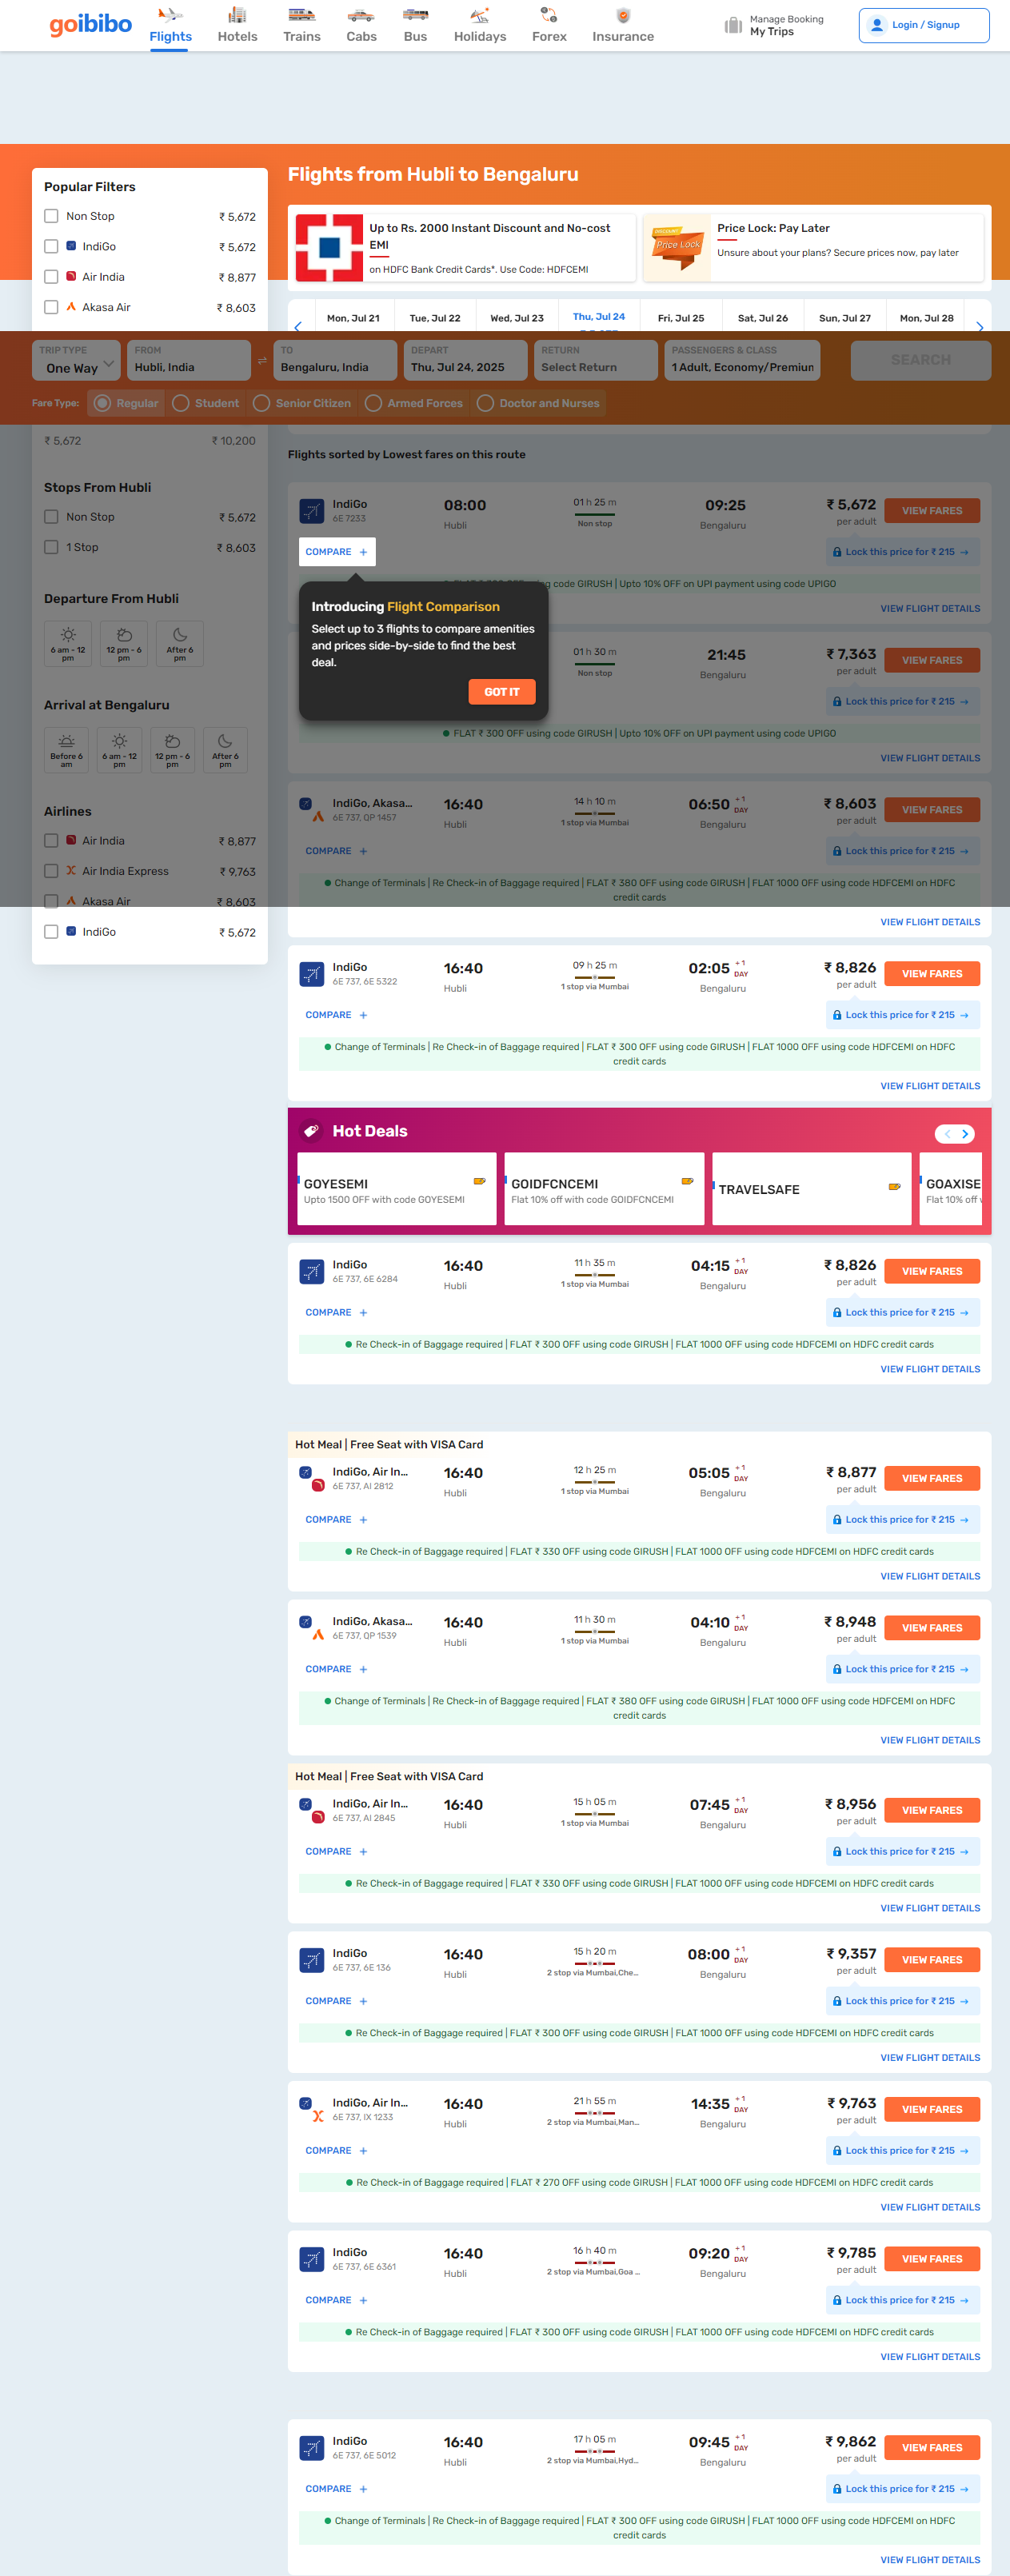 goibibo
Flights
Hotels
Trains
Cabs
Bus
Holidays
Forex
Insurance
Manage Booking
My Trips
Login / Signup
Popular Filters
Non Stop ₹ 5,672
IndiGo ₹ 5,672
Air India ₹ 8,877
Akasa Air ₹ 8,603
Flights from Hubli to Bengaluru
Up to Rs. 2000 Instant Discount and No-cost
EMI
on HDFC Bank Credit Cards*. Use Code: HDFCEMI
DISCOUNT
Price Lock
Price Lock: Pay Later
Unsure about your plans? Secure prices now, pay later
Mon, Jul 21
Tue, Jul 22
Wed, Jul 23
Thu, Jul 24
Fri, Jul 25
Sat, Jul 26
Sun, Jul 27
Mon, Jul 28
TRIP TYPE
One Way
FROM
Hubli, India
TO
Bengaluru, India
DEPART
Thu, Jul 24, 2025
RETURN
Select Return
PASSENGERS & CLASS
1 Adult, Economy/Premiun
SEARCH
Fare Type:
Regular
Student
Senior Citizen
Armed Forces
Doctor and Nurses
₹ 5,672 ₹ 10,200
Stops From Hubli
Non Stop ₹ 5,672
1 Stop ₹ 8,603
Departure From Hubli
6 am - 12
pm
12 pm - 6
pm
After 6
pm
Arrival at Bengaluru
Before 6
am
6 am - 12
pm
12 pm - 6
pm
After 6
pm
Airlines
Air India ₹ 8,877
Air India Express ₹ 9,763
Akasa Air ₹ 8,603
IndiGo ₹ 5,672
Flights sorted by Lowest fares on this route
IndiGo
6E 7233
08:00
Hubli
01 h 25 m
Non stop
09:25
Bengaluru
₹ 5,672
per adult
VIEW FARES
COMPARE +
Lock this price for ₹ 215 →
using code GIRUSH | Upto 10% OFF on UPI payment using code UPIGO
VIEW FLIGHT DETAILS
Introducing Flight Comparison
Select up to 3 flights to compare amenities
and prices side-by-side to find the best
deal.
GOT IT
01 h 30 m
Non stop
21:45
Bengaluru
₹ 7,363
per adult
VIEW FARES
Lock this price for ₹ 215 →
FLAT ₹ 300 OFF using code GIRUSH | Upto 10% OFF on UPI payment using code UPIGO
VIEW FLIGHT DETAILS
IndiGo, Akasa...
6E 737, QP 1457
16:40
Hubli
14 h 10 m
1 stop via Mumbai
06:50 +1
DAY
Bengaluru
₹ 8,603
per adult
VIEW FARES
COMPARE +
Lock this price for ₹ 215 →
Change of Terminals | Re Check-in of Baggage required | FLAT ₹ 380 OFF using code GIRUSH | FLAT 1000 OFF using code HDFCEMI on HDFC
credit cards
VIEW FLIGHT DETAILS
IndiGo
6E 737, 6E 5322
16:40
Hubli
09 h 25 m
1 stop via Mumbai
02:05 +1
DAY
Bengaluru
₹ 8,826
per adult
VIEW FARES
COMPARE +
Lock this price for ₹ 215 →
Change of Terminals | Re Check-in of Baggage required | FLAT ₹ 300 OFF using code GIRUSH | FLAT 1000 OFF using code HDFCEMI on HDFC
credit cards
VIEW FLIGHT DETAILS
Hot Deals
GOYESEMI
Upto 1500 OFF with code GOYESEMI
GOIDFCNCEMI
Flat 10% off with code GOIDFCNCEMI
TRAVELSAFE
GOAXISE
Flat 10% off
IndiGo
6E 737, 6E 6284
16:40
Hubli
11 h 35 m
1 stop via Mumbai
04:15 +1
DAY
Bengaluru
₹ 8,826
per adult
VIEW FARES
COMPARE +
Lock this price for ₹ 215 →
Re Check-in of Baggage required | FLAT ₹ 300 OFF using code GIRUSH | FLAT 1000 OFF using code HDFCEMI on HDFC credit cards
VIEW FLIGHT DETAILS
Hot Meal | Free Seat with VISA Card
IndiGo, Air In...
6E 737, AI 2812
16:40
Hubli
12 h 25 m
1 stop via Mumbai
05:05 +1
DAY
Bengaluru
₹ 8,877
per adult
VIEW FARES
COMPARE +
Lock this price for ₹ 215 →
Re Check-in of Baggage required | FLAT ₹ 330 OFF using code GIRUSH | FLAT 1000 OFF using code HDFCEMI on HDFC credit cards
VIEW FLIGHT DETAILS
IndiGo, Akasa...
6E 737, QP 1539
16:40
Hubli
11 h 30 m
1 stop via Mumbai
04:10 +1
DAY
Bengaluru
₹ 8,948
per adult
VIEW FARES
COMPARE +
Lock this price for ₹ 215 →
Change of Terminals | Re Check-in of Baggage required | FLAT ₹ 380 OFF using code GIRUSH | FLAT 1000 OFF using code HDFCEMI on HDFC
credit cards
VIEW FLIGHT DETAILS
Hot Meal | Free Seat with VISA Card
IndiGo, Air In...
6E 737, AI 2845
16:40
Hubli
15 h 05 m
1 stop via Mumbai
07:45 +1
DAY
Bengaluru
₹ 8,956
per adult
VIEW FARES
COMPARE +
Lock this price for ₹ 215 →
Re Check-in of Baggage required | FLAT ₹ 330 OFF using code GIRUSH | FLAT 1000 OFF using code HDFCEMI on HDFC credit cards
VIEW FLIGHT DETAILS
IndiGo
6E 737, 6E 136
16:40
Hubli
15 h 20 m
2 stop via Mumbai,Che...
08:00 +1
DAY
Bengaluru
₹ 9,357
per adult
VIEW FARES
COMPARE +
Lock this price for ₹ 215 →
Re Check-in of Baggage required | FLAT ₹ 300 OFF using code GIRUSH | FLAT 1000 OFF using code HDFCEMI on HDFC credit cards
VIEW FLIGHT DETAILS
IndiGo, Air In...
6E 737, IX 1233
16:40
Hubli
21 h 55 m
2 stop via Mumbai,Man...
14:35 +1
DAY
Bengaluru
₹ 9,763
per adult
VIEW FARES
COMPARE +
Lock this price for ₹ 215 →
Re Check-in of Baggage required | FLAT ₹ 270 OFF using code GIRUSH | FLAT 1000 OFF using code HDFCEMI on HDFC credit cards
VIEW FLIGHT DETAILS
IndiGo
6E 737, 6E 6361
16:40
Hubli
16 h 40 m
2 stop via Mumbai,Goa ...
09:20 +1
DAY
Bengaluru
₹ 9,785
per adult
VIEW FARES
COMPARE +
Lock this price for ₹ 215 →
Re Check-in of Baggage required | FLAT ₹ 300 OFF using code GIRUSH | FLAT 1000 OFF using code HDFCEMI on HDFC credit cards
VIEW FLIGHT DETAILS
IndiGo
6E 737, 6E 5012
16:40
Hubli
17 h 05 m
2 stop via Mumbai,Hyd...
09:45 +1
DAY
Bengaluru
₹ 9,862
per adult
VIEW FARES
COMPARE +
Lock this price for ₹ 215 →
Change of Terminals | Re Check-in of Baggage required | FLAT ₹ 300 OFF using code GIRUSH | FLAT 1000 OFF using code HDFCEMI on HDFC
credit cards
VIEW FLIGHT DETAILS